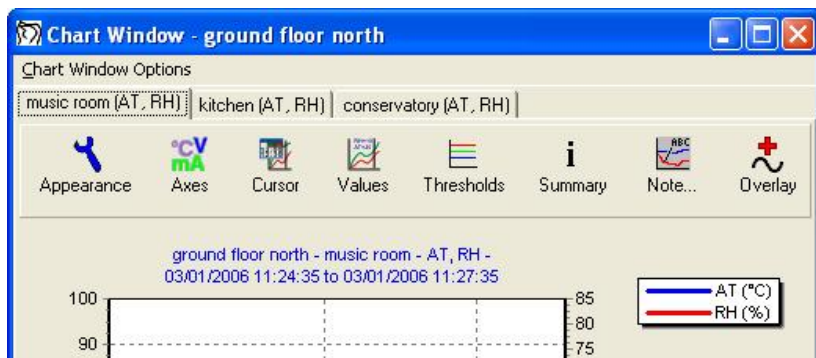 Chart Window - ground floor north
Chart Window Options
music room (AT, RH) kitchen (AT, RH) conservatory (AT, RH)
°CV
mA
ABC
Appearance Axes Cursor Values Thresholds Summary Note... Overlay
ground floor north - music room - AT, RH -
03/01/2006 11:24:35 to 03/01/2006 11:27:35
100 85 AT (°C)
80 RH (%)
90 75